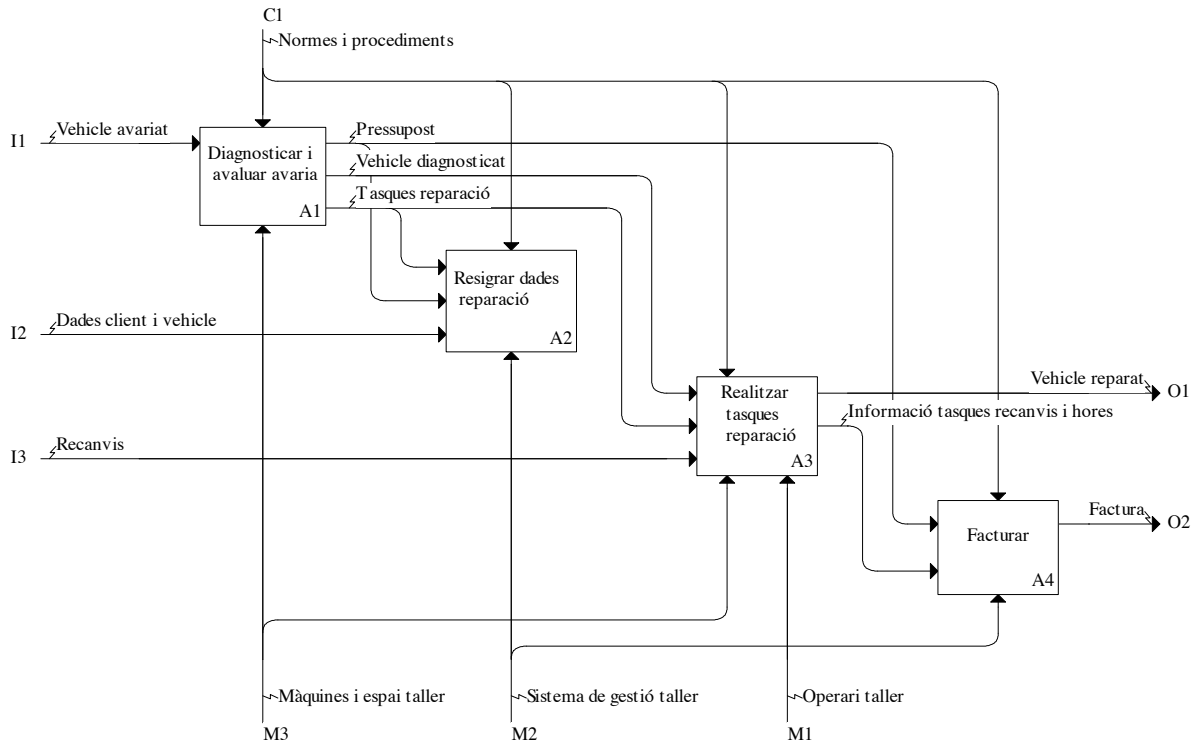 C1
Normes i procediments
I1
Vehicle avariat
Pressupost
Diagnosticar i
avaluar avaria
A1
Vehicle diagnosticat
Tasques reparació
Resigrar dades
reparació
A2
I2
Dades client i vehicle
Realitzar
tasques
reparació
A3
Vehicle reparat
O1
Informació tasques recanvis i hores
I3
Recanvis
Facturar
A4
Factura
O2
Màquines i espai taller
Sistema de gestió taller
Operari taller
M3
M2
M1